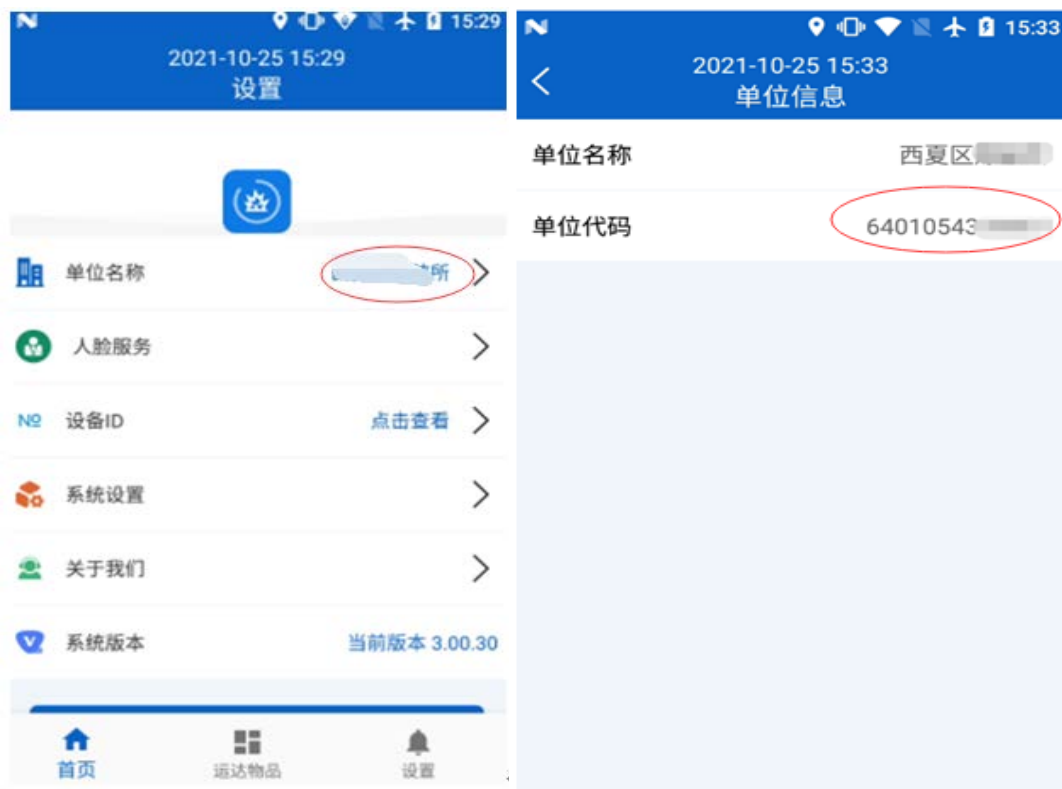 15:29
2021-10-25 15:29
设置
单位名称 所
人脸服务
Nº 设备ID 点击查看
系统设置
关于我们
系统版本 当前版本 3.00.30
首页 运达物品 设置
15:33
2021-10-25 15:33
单位信息
单位名称 西夏区
单位代码 64010543